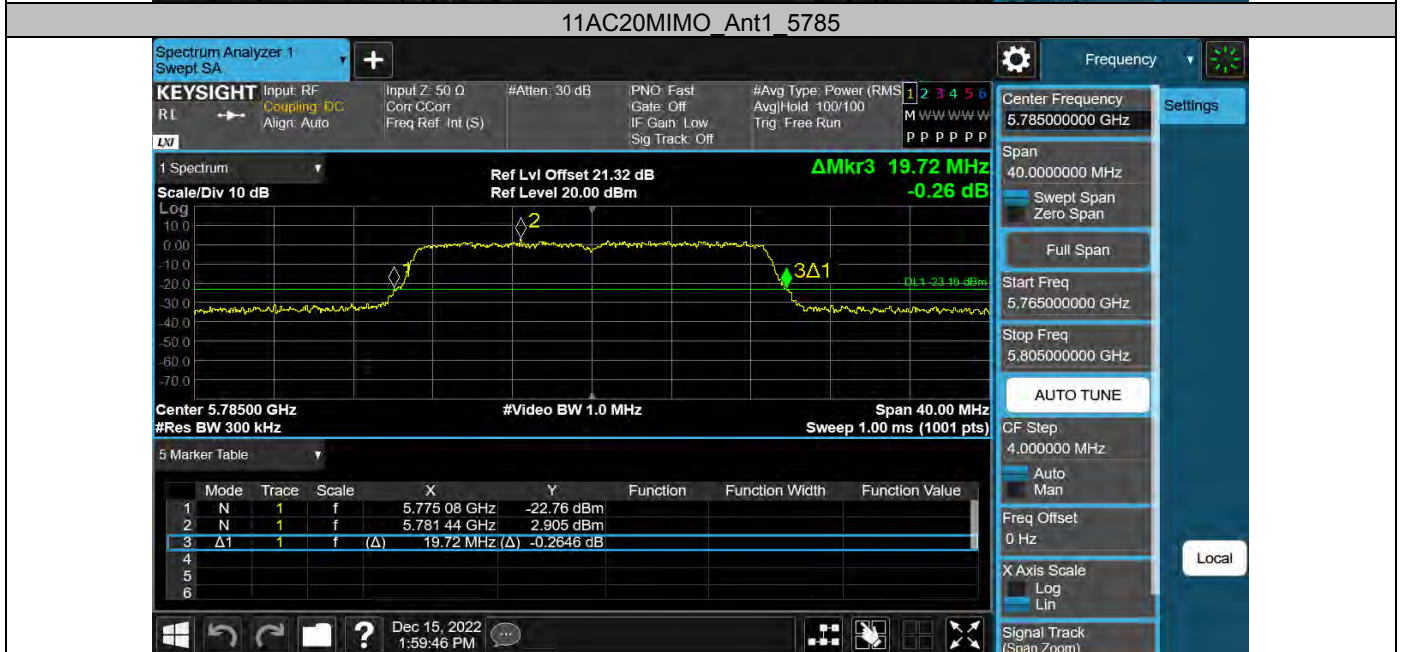 11AC20MIMO_Ant1_5785
Spectrum Analyzer 1
Swept SA
+
Frequency
KEYSIGHT
RL
LXI
Input: RF
Coupling: DC
Align: Auto
Input Z: 50 Ω
Corr CCorr
Freq Ref: Int (S)
#Atten: 30 dB
PNO: Fast
Gate: Off
IF Gain: Low
Sig Track: Off
#Avg Type: Power (RMS
Avg|Hold: 100/100
Trig: Free Run
1 2 3 4 5 6
M W W W W W
P P P P P P
Center Frequency
5.785000000 GHz
Settings
Span
40.0000000 MHz
Swept Span
Zero Span
Full Span
Start Freq
5.765000000 GHz
Stop Freq
5.805000000 GHz
AUTO TUNE
CF Step
4.000000 MHz
Auto
Man
Freq Offset
0 Hz
X Axis Scale
Log
Lin
Signal Track
(Span Zoom)
Local
1 Spectrum
Scale/Div 10 dB
Log
Ref Lvl Offset 21.32 dB
Ref Level 20.00 dBm
ΔMkr3 19.72 MHz
-0.26 dB
10.0
0.00
-10.0
-20.0
-30.0
-40.0
-50.0
-60.0
-70.0
1
2
3Δ1
DL1 -23.10 dBm
Center 5.78500 GHz
#Res BW 300 kHz
#Video BW 1.0 MHz
Span 40.00 MHz
Sweep 1.00 ms (1001 pts)
5 Marker Table
Mode Trace Scale X Y Function Function Width Function Value
1 N 1 f 5.775 08 GHz -22.76 dBm
2 N 1 f 5.781 44 GHz 2.905 dBm
3 Δ1 1 f (Δ) 19.72 MHz (Δ) -0.2646 dB
4
5
6
?
Dec 15, 2022
1:59:46 PM